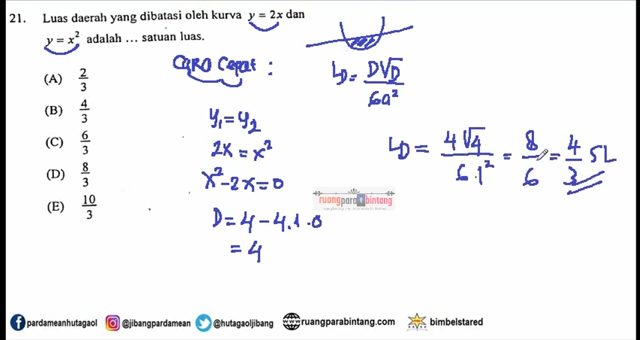 21. Luas daerah yang dibatasi oleh kurva y = 2x dan
y = x² adalah … satuan luas.
(A) 2/3
(B) 4/3
(C) 6/3
(D) 8/3
(E) 10/3
CARA Cepat :
y₁ = y₂
2x = x²
x² - 2x = 0
D = 4 - 4.1.0
= 4
LD = D√D / 6a²
LD = 4√4 / 6.1² = 8/6 = 4/3 SL
ruangparabintang
pardameanhutagaol @jibangpardamean @hutagaoljibang www.ruangparabintang.com bimbelstared